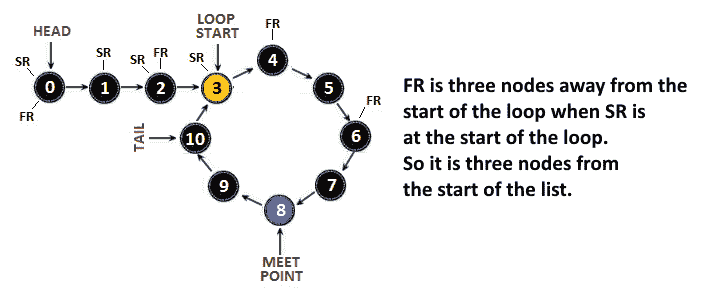 HEAD
LOOP
START
FR
SR
SR
SR
FR
SR
0
1
2
3
4
5
FR
FR
6
TAIL
10
9
7
8
MEET
POINT
FR is three nodes away from the
start of the loop when SR is
at the start of the loop.
So it is three nodes from
the start of the list.